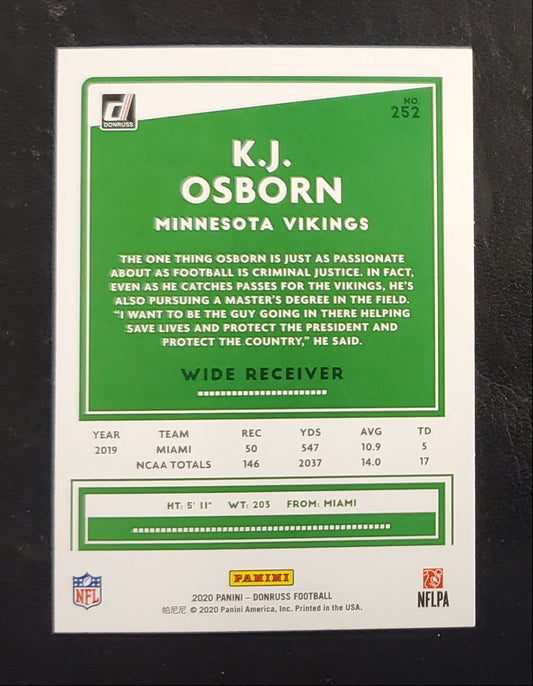 DONRUSS
NO.
252
K.J.
OSBORN
MINNESOTA VIKINGS
THE ONE THING OSBORN IS JUST AS PASSIONATE
ABOUT AS FOOTBALL IS CRIMINAL JUSTICE. IN FACT,
EVEN AS HE CATCHES PASSES FOR THE VIKINGS, HE'S
ALSO PURSUING A MASTER'S DEGREE IN THE FIELD.
"I WANT TO BE THE GUY GOING IN THERE HELPING
SAVE LIVES AND PROTECT THE PRESIDENT AND
PROTECT THE COUNTRY," HE SAID.
WIDE RECEIVER
YEAR TEAM REC YDS AVG TD
2019 MIAMI 50 547 10.9 5
NCAA TOTALS 146 2037 14.0 17
HT: 5' 11" WT: 203 FROM: MIAMI
PANINI
NFL
2020 PANINI – DONRUSS FOOTBALL
帕尼尼 © 2020 Panini America, Inc. Printed in the USA.
NFLPA